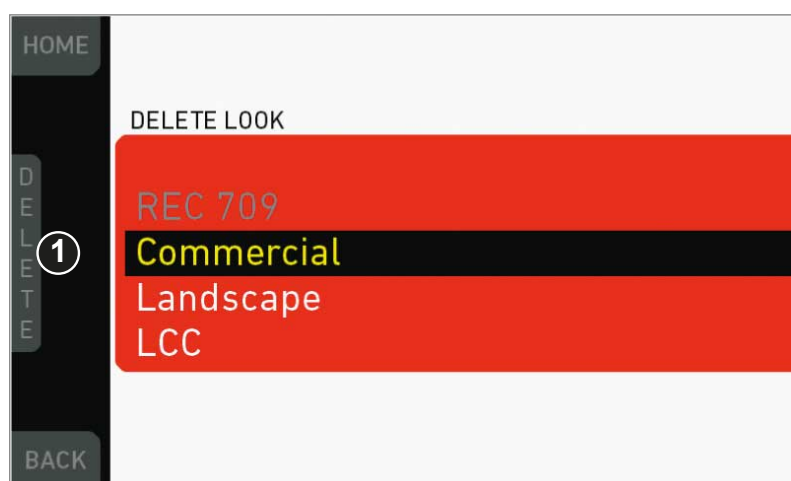 HOME
DELETE LOOK
DELETE
1
REC 709
Commercial
Landscape
LCC
BACK